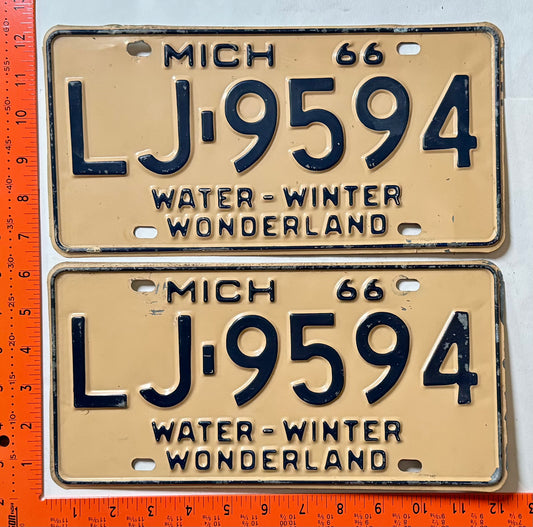 MICH 66
LJ-9594
WATER-WINTER
WONDERLAND
MICH 66
LJ-9594
WATER-WINTER
WONDERLAND